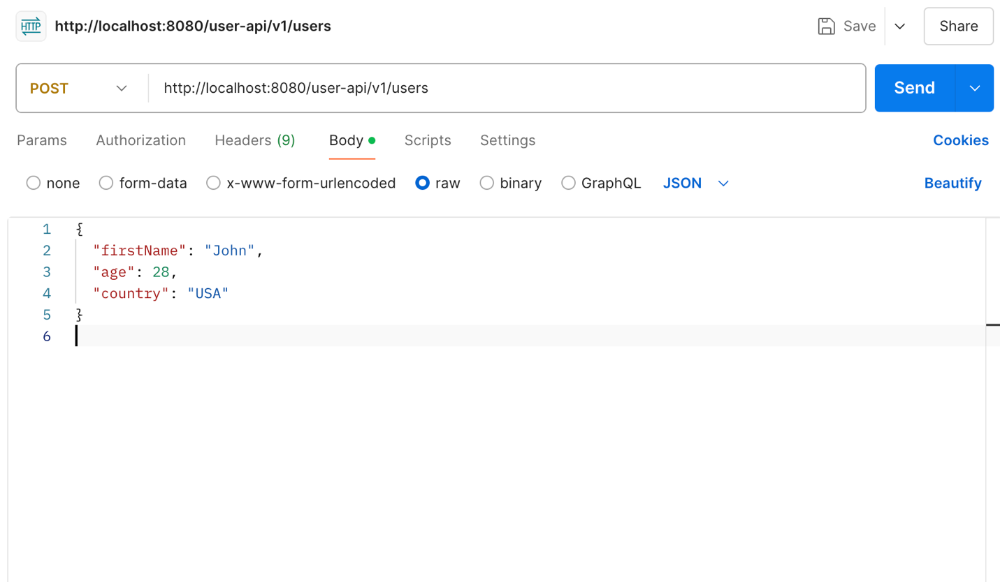 HTTP http://localhost:8080/user-api/v1/users Save Share
POST http://localhost:8080/user-api/v1/users Send
Params Authorization Headers (9) Body Scripts Settings Cookies
none form-data x-www-form-urlencoded raw binary GraphQL JSON Beautify
1 {
2 "firstName": "John",
3 "age": 28,
4 "country": "USA"
5 }
6